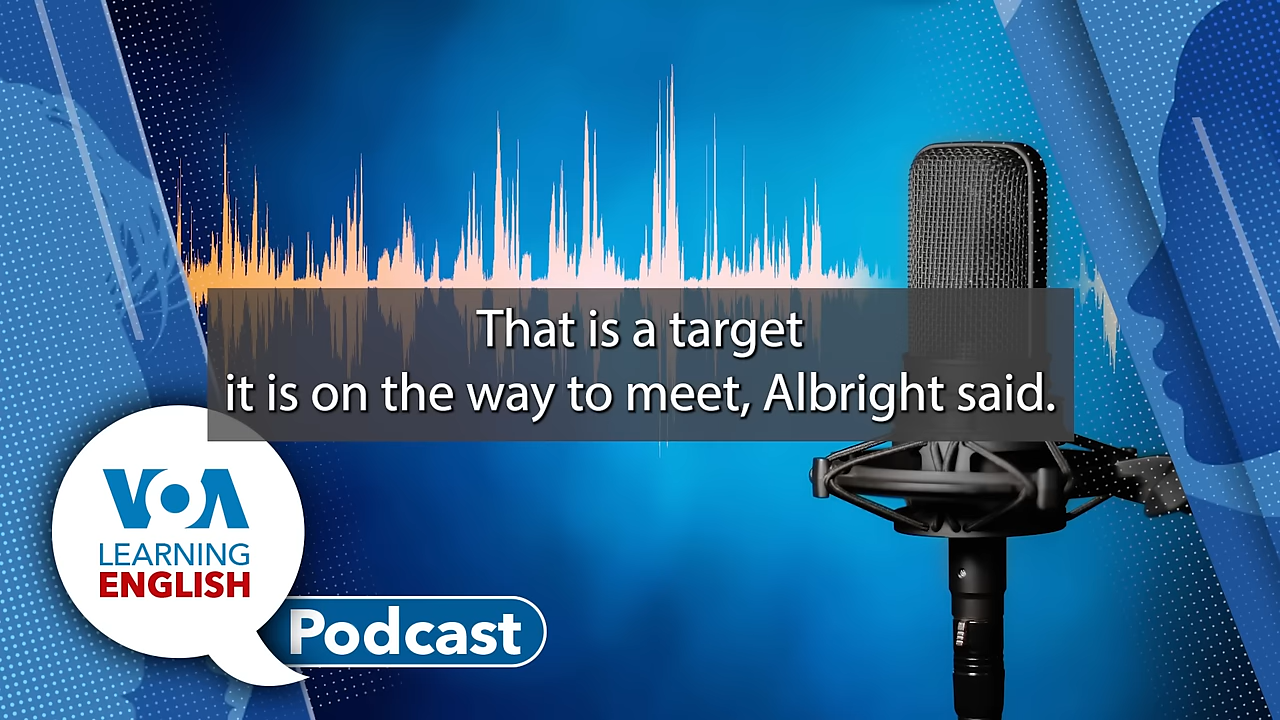 That is a target
it is on the way to meet, Albright said.
VOA
LEARNING
ENGLISH
Podcast